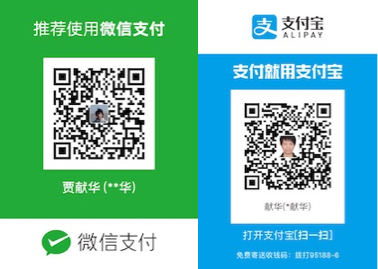 推荐使用微信支付
贾献华 (**华)
微信支付
支付宝
ALIPAY
支付就用支付宝
献华(*献华)
打开支付宝[扫一扫]
免费寄送收钱码：拨打95188-6